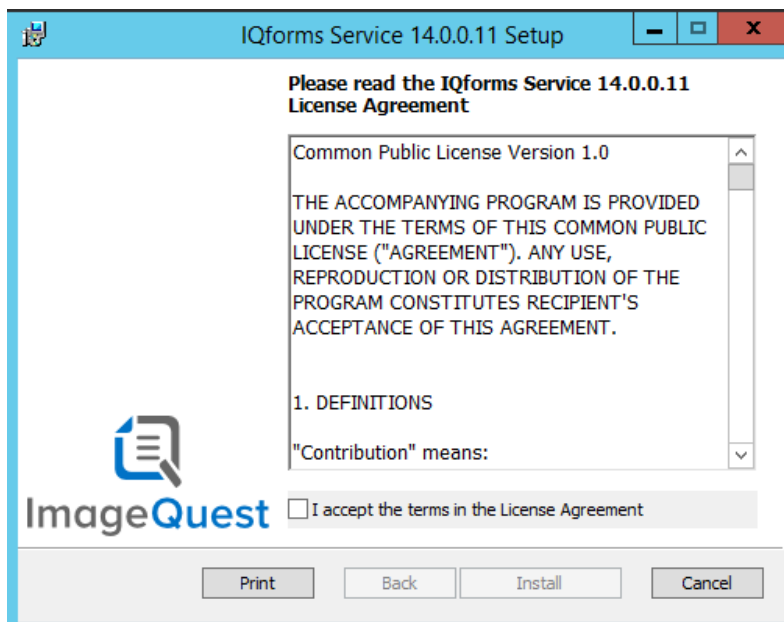 IQforms Service 14.0.0.11 Setup
Please read the IQforms Service 14.0.0.11
License Agreement
Common Public License Version 1.0
THE ACCOMPANYING PROGRAM IS PROVIDED
UNDER THE TERMS OF THIS COMMON PUBLIC
LICENSE ("AGREEMENT"). ANY USE,
REPRODUCTION OR DISTRIBUTION OF THE
PROGRAM CONSTITUTES RECIPIENT'S
ACCEPTANCE OF THIS AGREEMENT.
1. DEFINITIONS
"Contribution" means:
ImageQuest
I accept the terms in the License Agreement
Print
Back
Install
Cancel